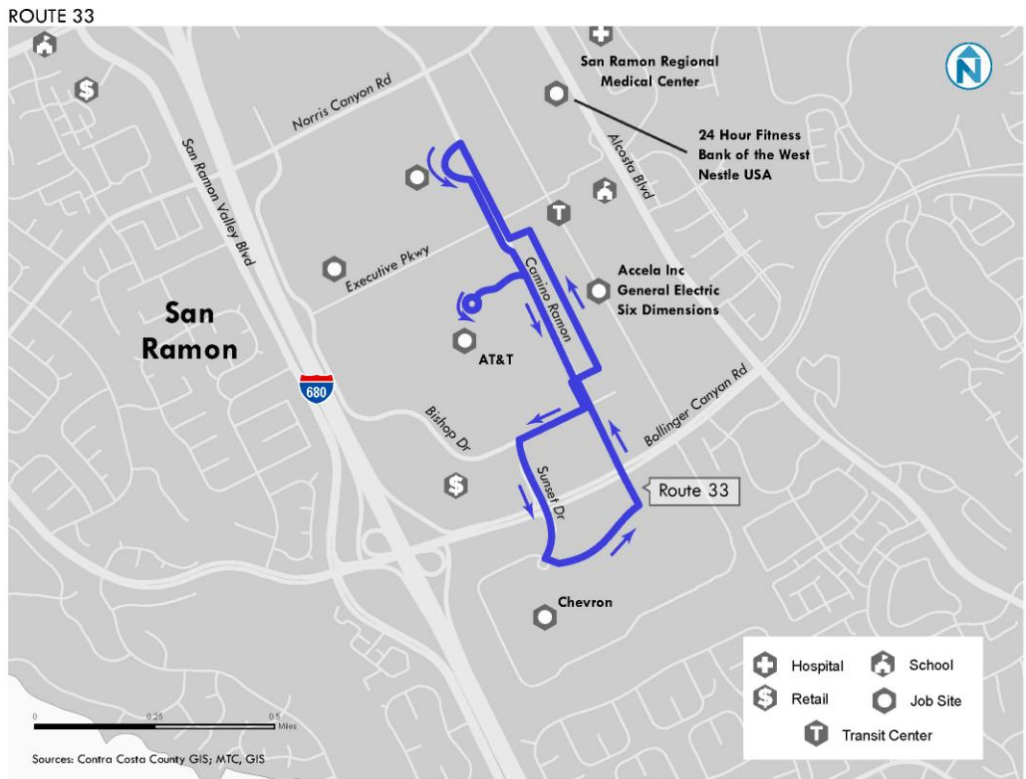 ROUTE 33
San Ramon Regional
Medical Center
N
24 Hour Fitness
Bank of the West
Nestle USA
Norris Canyon Rd
San Ramon Valley Blvd
Alcosta Blvd
T
Executive Pkwy
Camino Ramon
Accela Inc
General Electric
Six Dimensions
San
Ramon
AT&T
680
Bishop Dr
Bollinger Canyan Rd
Sunset Dr
Route 33
Chevron
Hospital
School
$
Retail
Job Site
T
Transit Center
0
0.25
0.5
Miles
Sources: Contra Costa County GIS; MTC, GIS